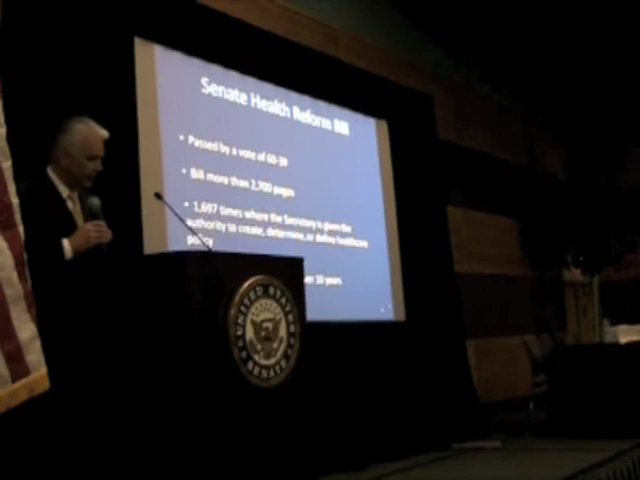 Senate Health Reform Bill
• Passed by a vote of 60-39
• Bill more than 2,700 pages
• 1,697 times where the Secretary is given the
authority to create, determine, or define healthcare
policy
er 10 years
UNITED STATES
SENATE